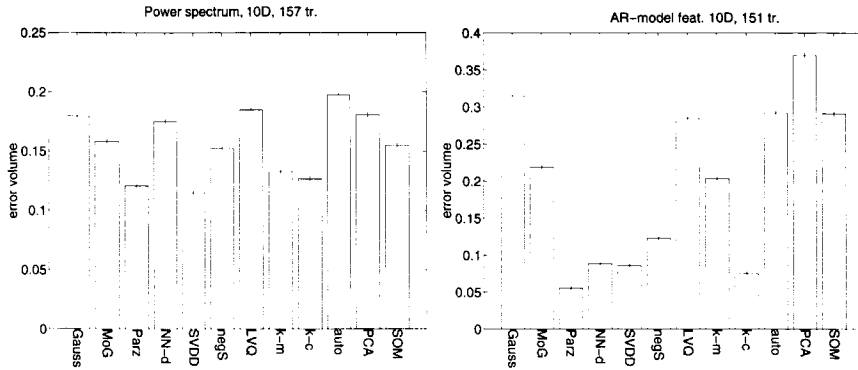 Power spectrum, 10D, 157 tr.
0.25
0.2
0.15
0.1
0.05
0
error volume
Gauss
MoG
Parz
NN-d
SVDD
negS
LVQ
k-m
k-c
auto
PCA
SOM
AR-model feat. 10D, 151 tr.
0.4
0.35
0.3
0.25
0.2
0.15
0.1
0.05
0
error volume
Gauss
MoG
Parz
NN-d
SVDD
negS
LVQ
k-m
k-c
auto
PCA
SOM